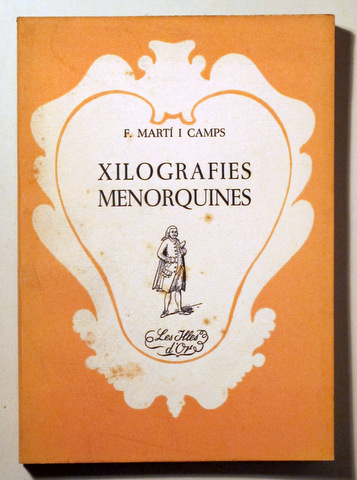 F. MARTÍ I CAMPS
XILOGRAFIES
MENORQUINES
Les Illes
d'Or